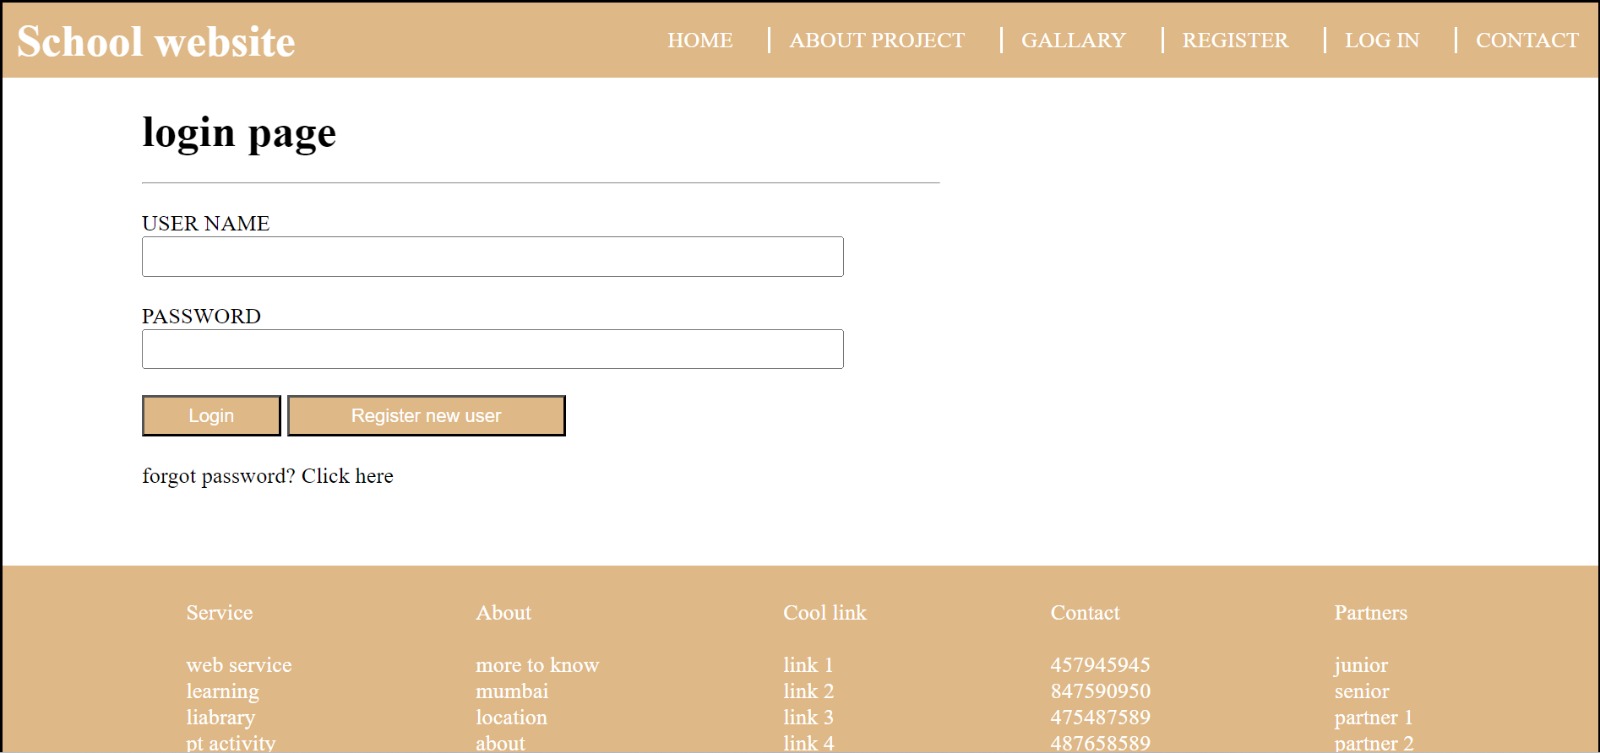 School website
HOME | ABOUT PROJECT | GALLARY | REGISTER | LOG IN | CONTACT
login page
USER NAME
PASSWORD
Login Register new user
forgot password? Click here
Service About Cool link Contact Partners
web service more to know link 1 457945945 junior
learning mumbai link 2 847590950 senior
liabrary location link 3 475487589 partner 1
pt activity about link 4 487658589 partner 2